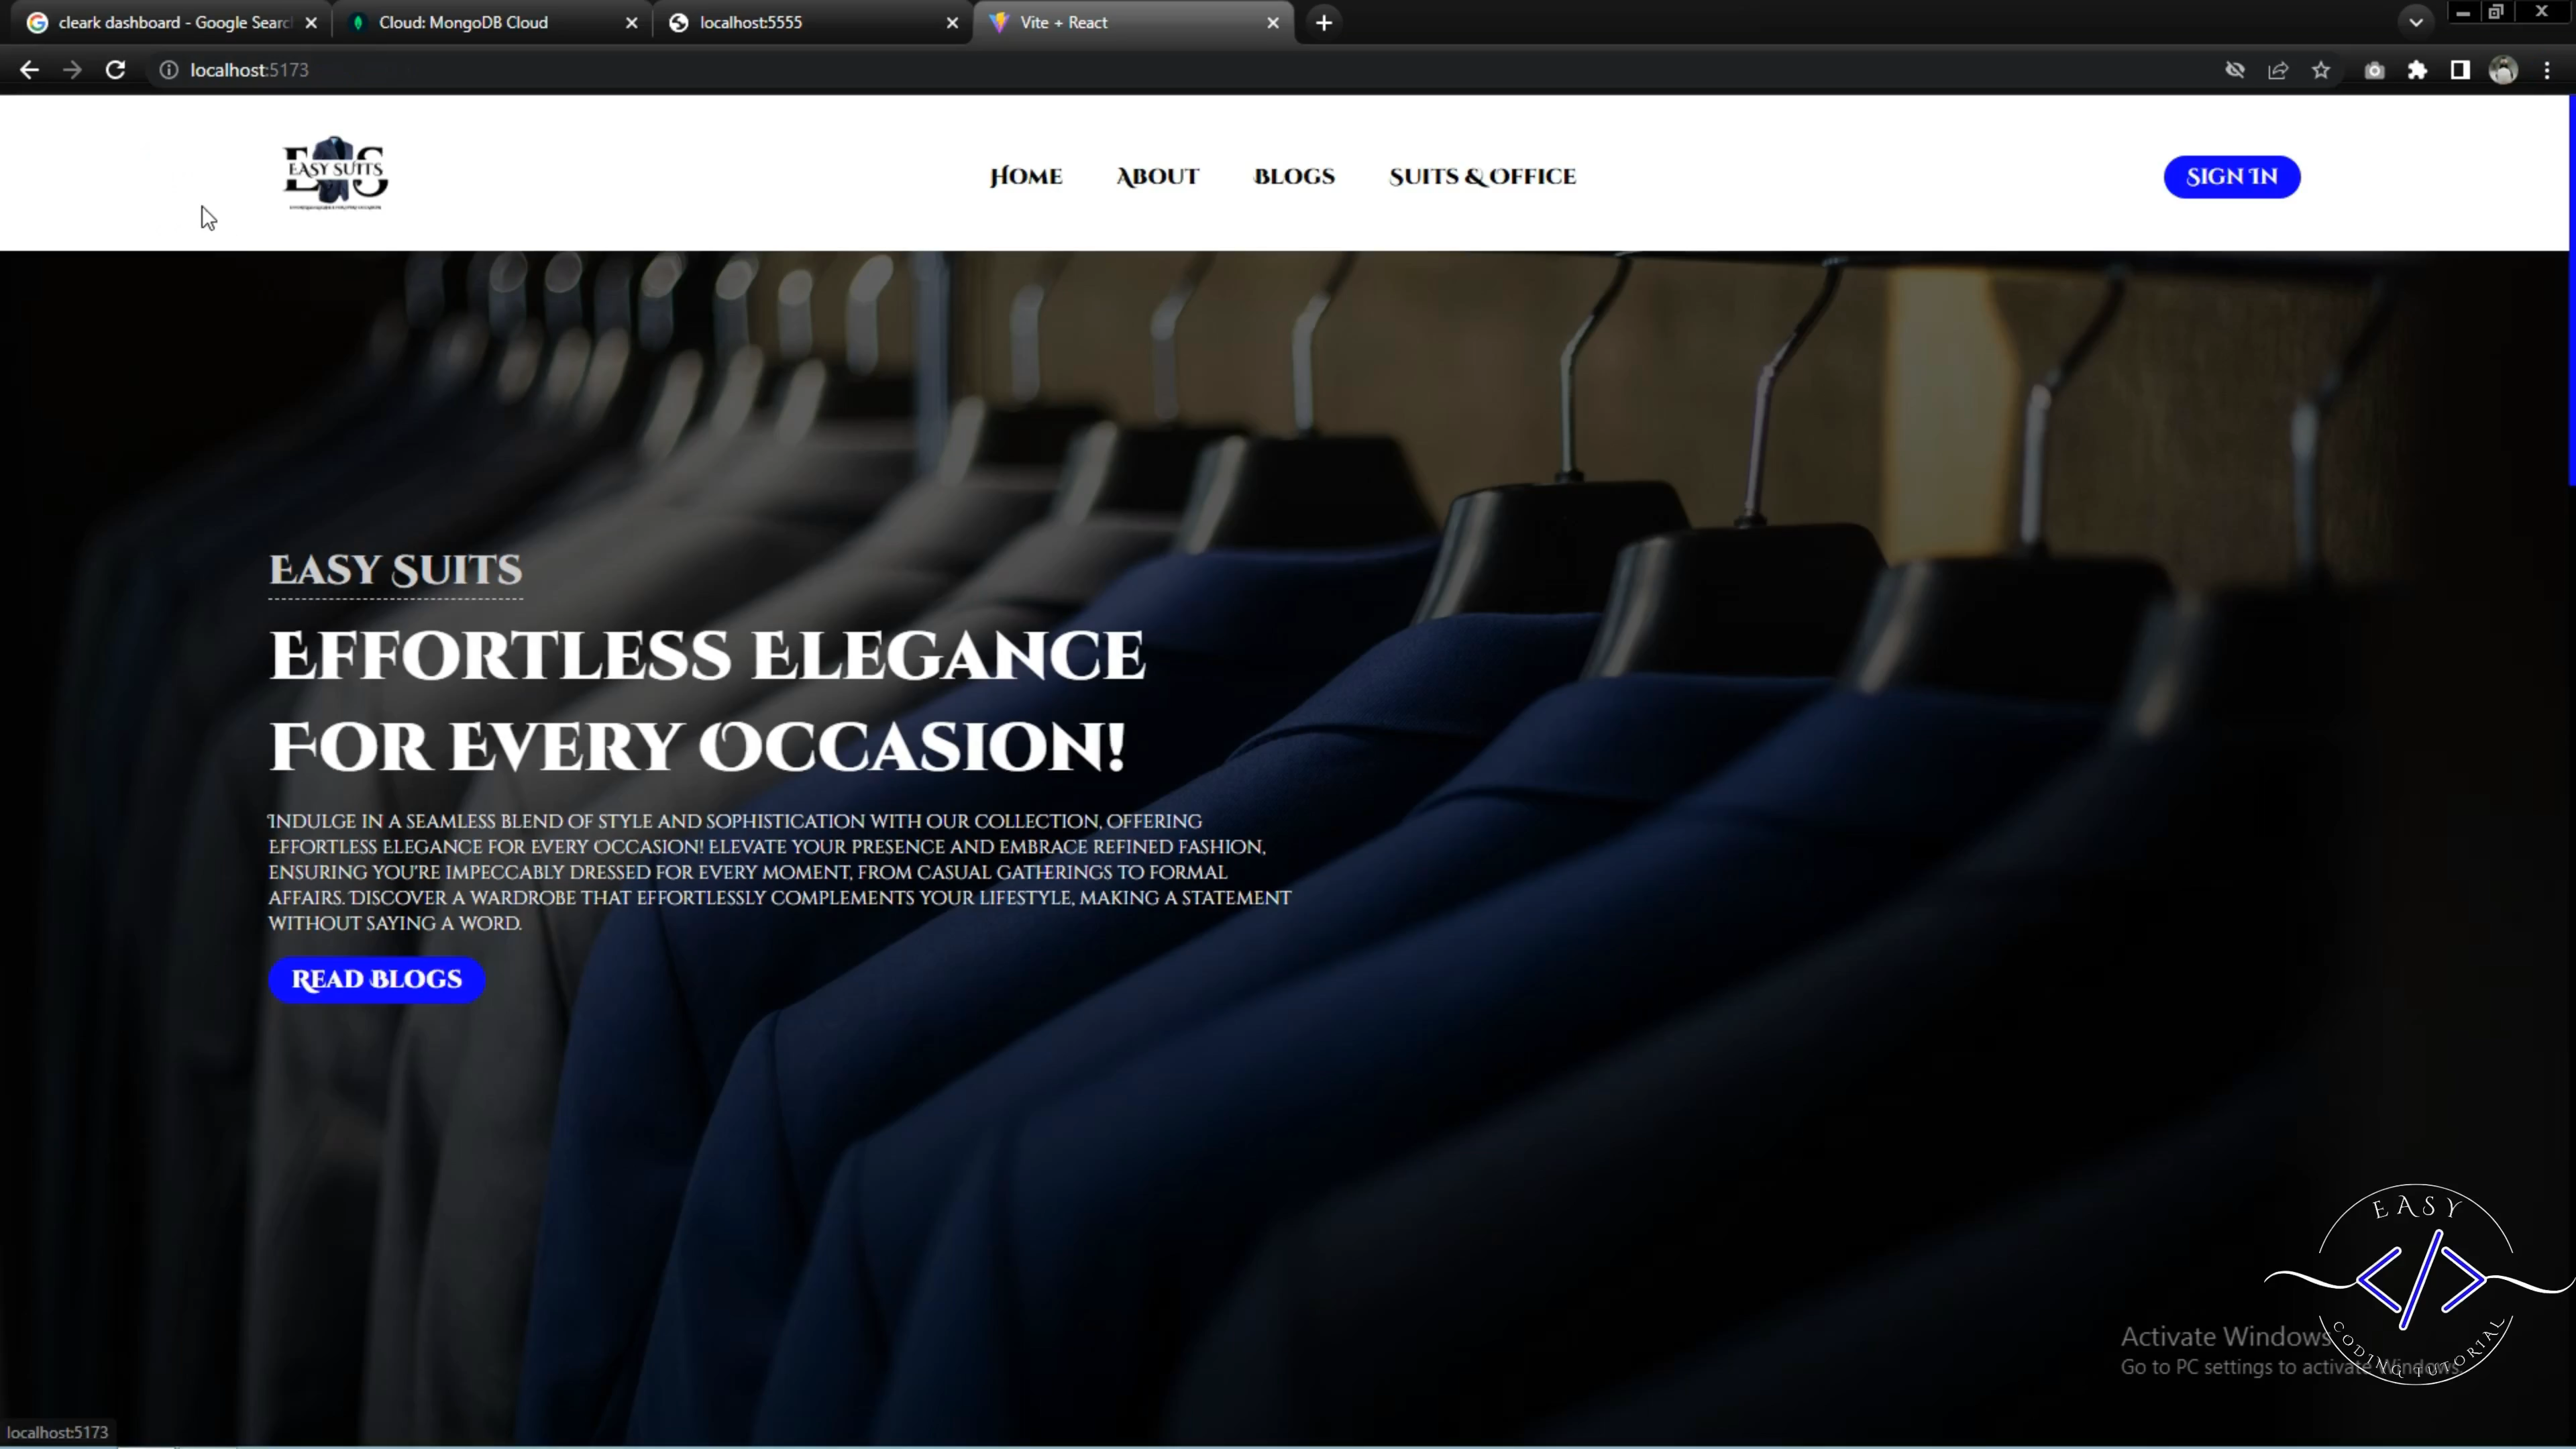 cleark dashboard - Google Searc
Cloud: MongoDB Cloud
localhost:5555
Vite + React
localhost:5173
EASY SUITS
HOME
ABOUT
BLOGS
SUITS & OFFICE
SIGN IN
EASY SUITS
EFFORTLESS ELEGANCE
FOR EVERY OCCASION!
INDULGE IN A SEAMLESS BLEND OF STYLE AND SOPHISTICATION WITH OUR COLLECTION, OFFERING
EFFORTLESS ELEGANCE FOR EVERY OCCASION! ELEVATE YOUR PRESENCE AND EMBRACE REFINED FASHION,
ENSURING YOU'RE IMPECCABLY DRESSED FOR EVERY MOMENT, FROM CASUAL GATHERINGS TO FORMAL
AFFAIRS. DISCOVER A WARDROBE THAT EFFORTLESSLY COMPLEMENTS YOUR LIFESTYLE, MAKING A STATEMENT
WITHOUT SAYING A WORD.
READ BLOGS
EASY
</>
CODING TUTORIAL
Activate Windows
Go to PC settings to activate Windows.
localhost:5173